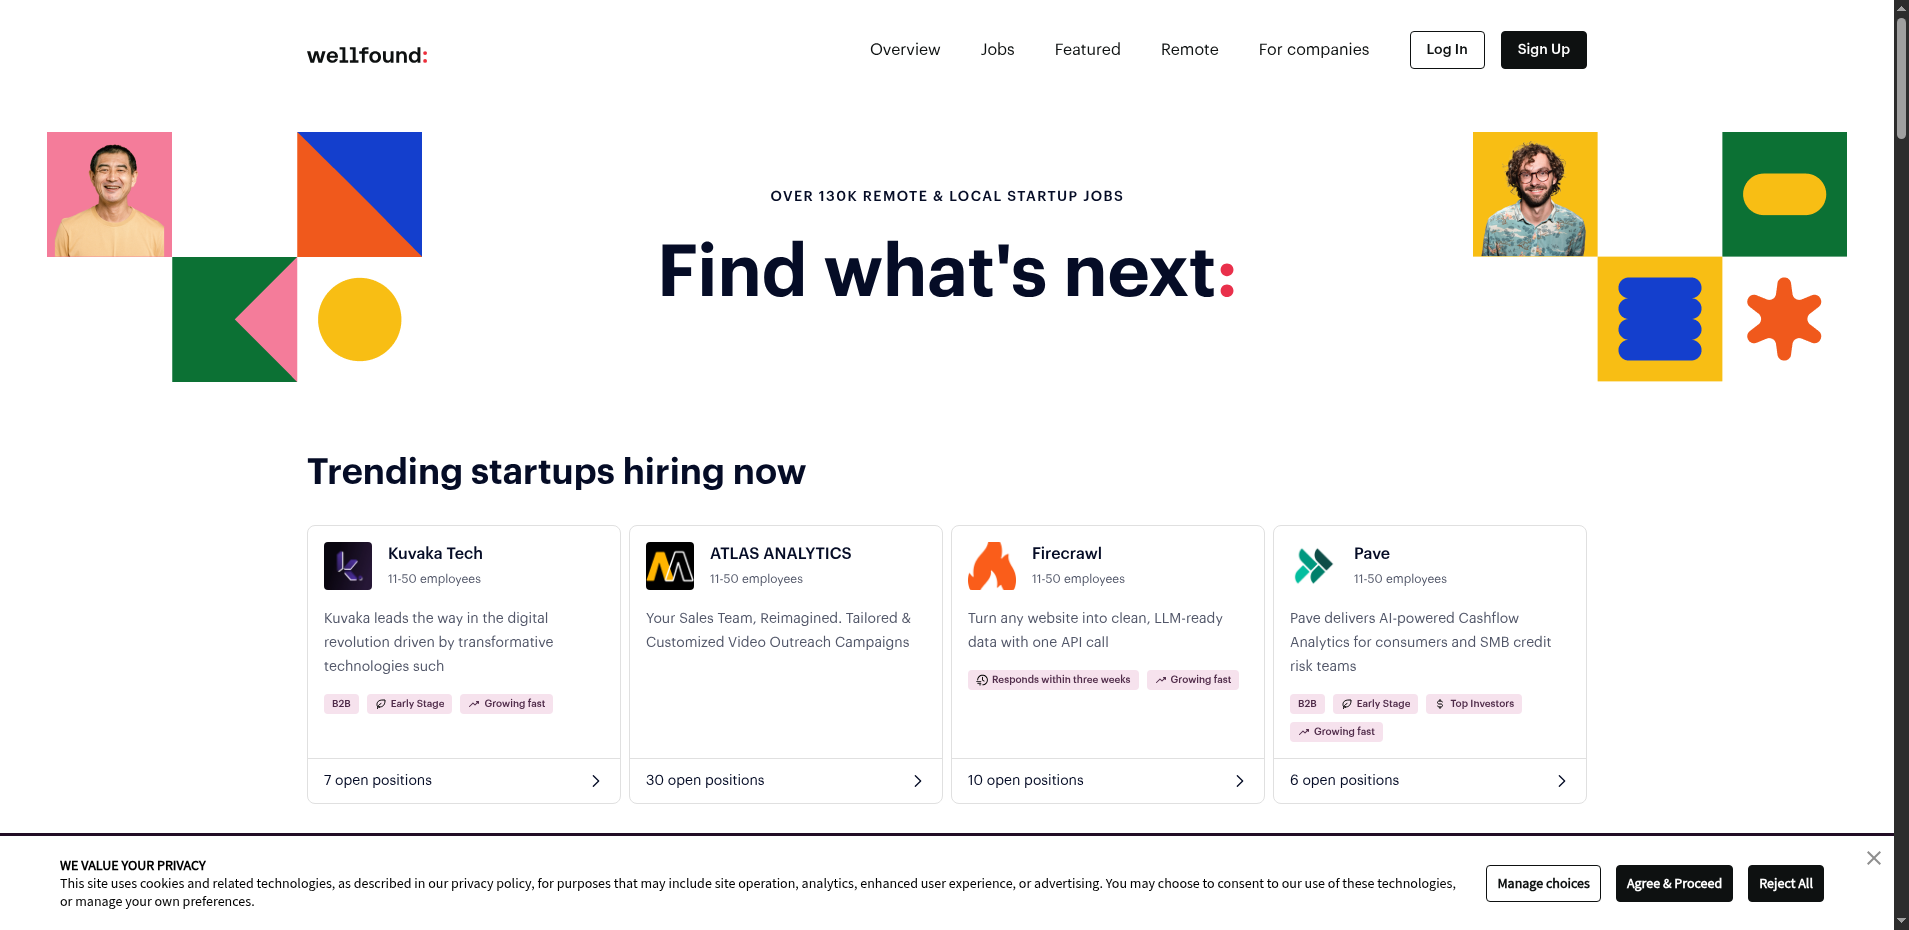 wellfound:
Overview
Jobs
Featured
Remote
For companies
Log In
Sign Up
OVER 130K REMOTE & LOCAL STARTUP JOBS
Find what's next:
Trending startups hiring now
Kuvaka Tech
11-50 employees
Kuvaka leads the way in the digital
revolution driven by transformative
technologies such
B2B
Early Stage
Growing fast
7 open positions
ATLAS ANALYTICS
11-50 employees
Your Sales Team, Reimagined. Tailored &
Customized Video Outreach Campaigns
30 open positions
Firecrawl
11-50 employees
Turn any website into clean, LLM-ready
data with one API call
Responds within three weeks
Growing fast
10 open positions
Pave
11-50 employees
Pave delivers AI-powered Cashflow
Analytics for consumers and SMB credit
risk teams
B2B
Early Stage
Top Investors
Growing fast
6 open positions
WE VALUE YOUR PRIVACY
This site uses cookies and related technologies, as described in our privacy policy, for purposes that may include site operation, analytics, enhanced user experience, or advertising. You may choose to consent to our use of these technologies,
or manage your own preferences.
Manage choices
Agree & Proceed
Reject All